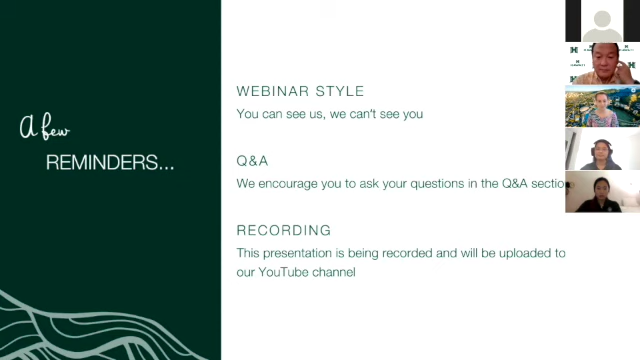 A few
REMINDERS...
WEBINAR STYLE
You can see us, we can't see you
Q&A
We encourage you to ask your questions in the Q&A section
RECORDING
This presentation is being recorded and will be uploaded to
our YouTube channel